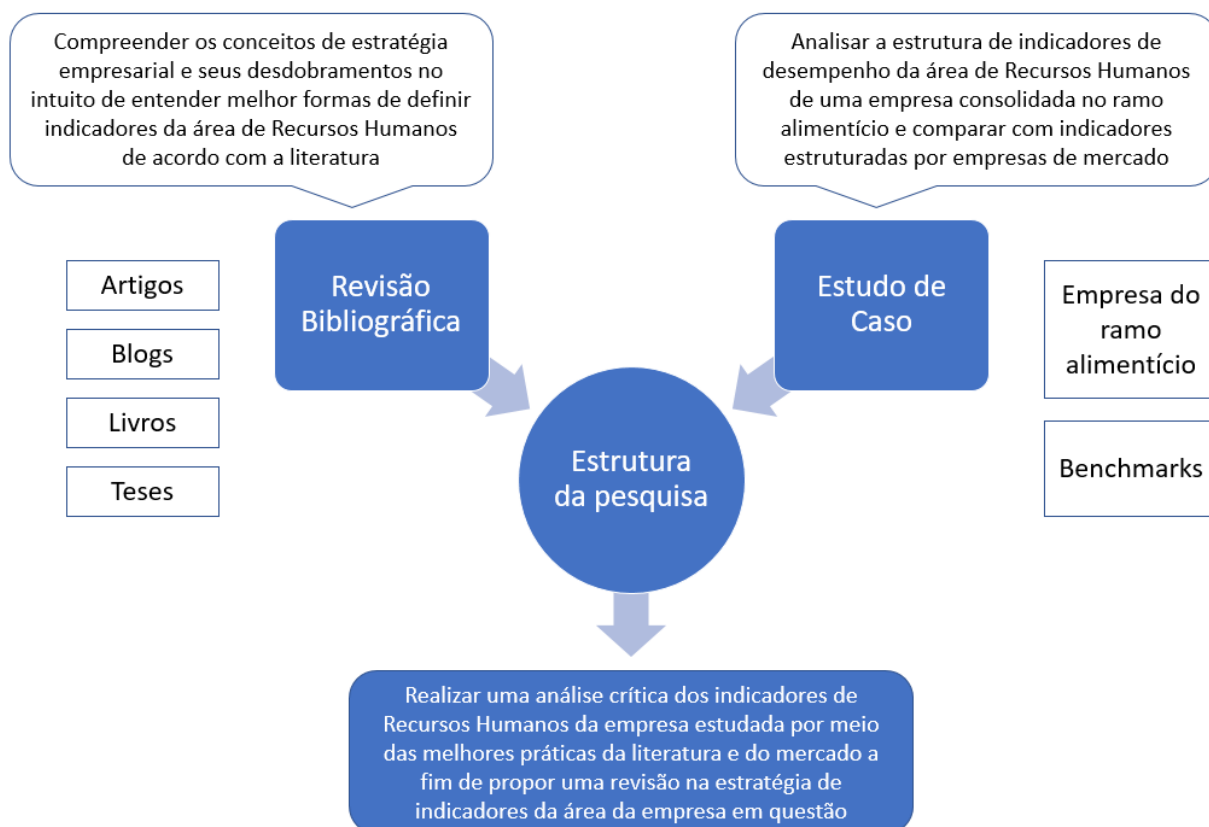 Compreender os conceitos de estratégia
empresarial e seus desdobramentos no
intuito de entender melhor formas de definir
indicadores da área de Recursos Humanos
de acordo com a literatura
Analisar a estrutura de indicadores de
desempenho da área de Recursos Humanos
de uma empresa consolidada no ramo
alimentício e comparar com indicadores
estruturadas por empresas de mercado
Artigos
Blogs
Livros
Teses
Revisão
Bibliográfica
Estudo de
Caso
Empresa do
ramo
alimentício
Benchmarks
Estrutura
da pesquisa
Realizar uma análise crítica dos indicadores de
Recursos Humanos da empresa estudada por meio
das melhores práticas da literatura e do mercado a
fim de propor uma revisão na estratégia de
indicadores da área da empresa em questão